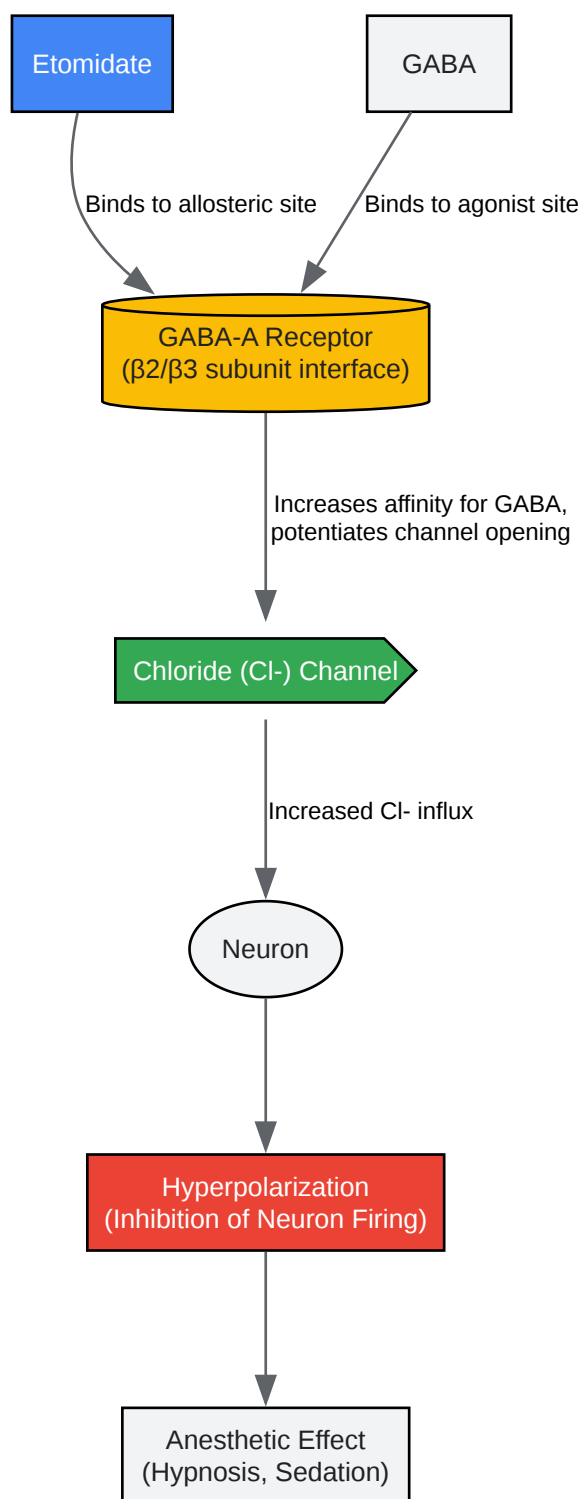 Etomidate
GABA
Binds to allosteric site
Binds to agonist site
GABA-A Receptor
(β2/β3 subunit interface)
Increases affinity for GABA,
potentiates channel opening
Chloride (Cl-) Channel
Increased Cl- influx
Neuron
Hyperpolarization
(Inhibition of Neuron Firing)
Anesthetic Effect
(Hypnosis, Sedation)